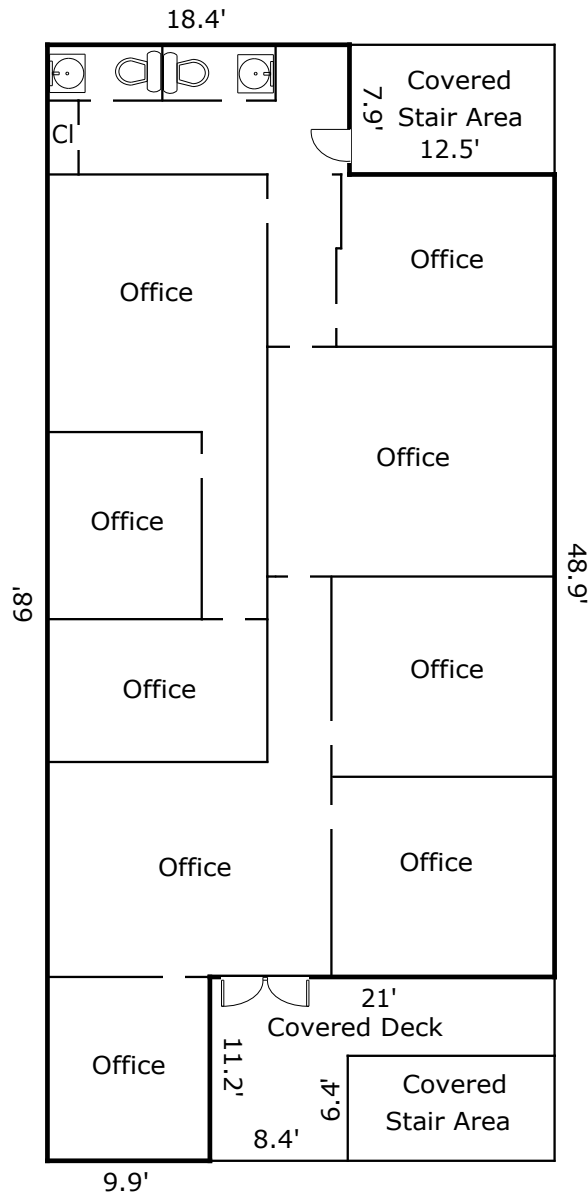 18.4'
Covered
Stair Area
7.9'
12.5'
Cl
Office
Office
Office
Office
68'
48.9'
Office
Office
Office
Office
Office
21'
Covered Deck
11.2'
Office
6.4'
Covered
Stair Area
8.4'
9.9'